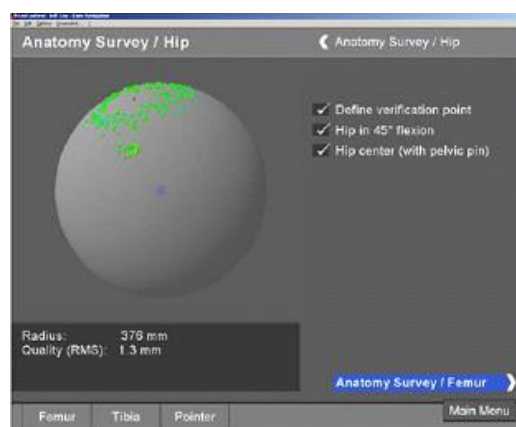 Anatomy Survey / Hip
Anatomy Survey / Hip
Define verification point
Hip in 45° flexion
Hip center (with pelvic pin)
Radius: 376 mm
Quality (RMS): 1.3 mm
Anatomy Survey / Femur
Main Menu
Femur Tibia Pointer